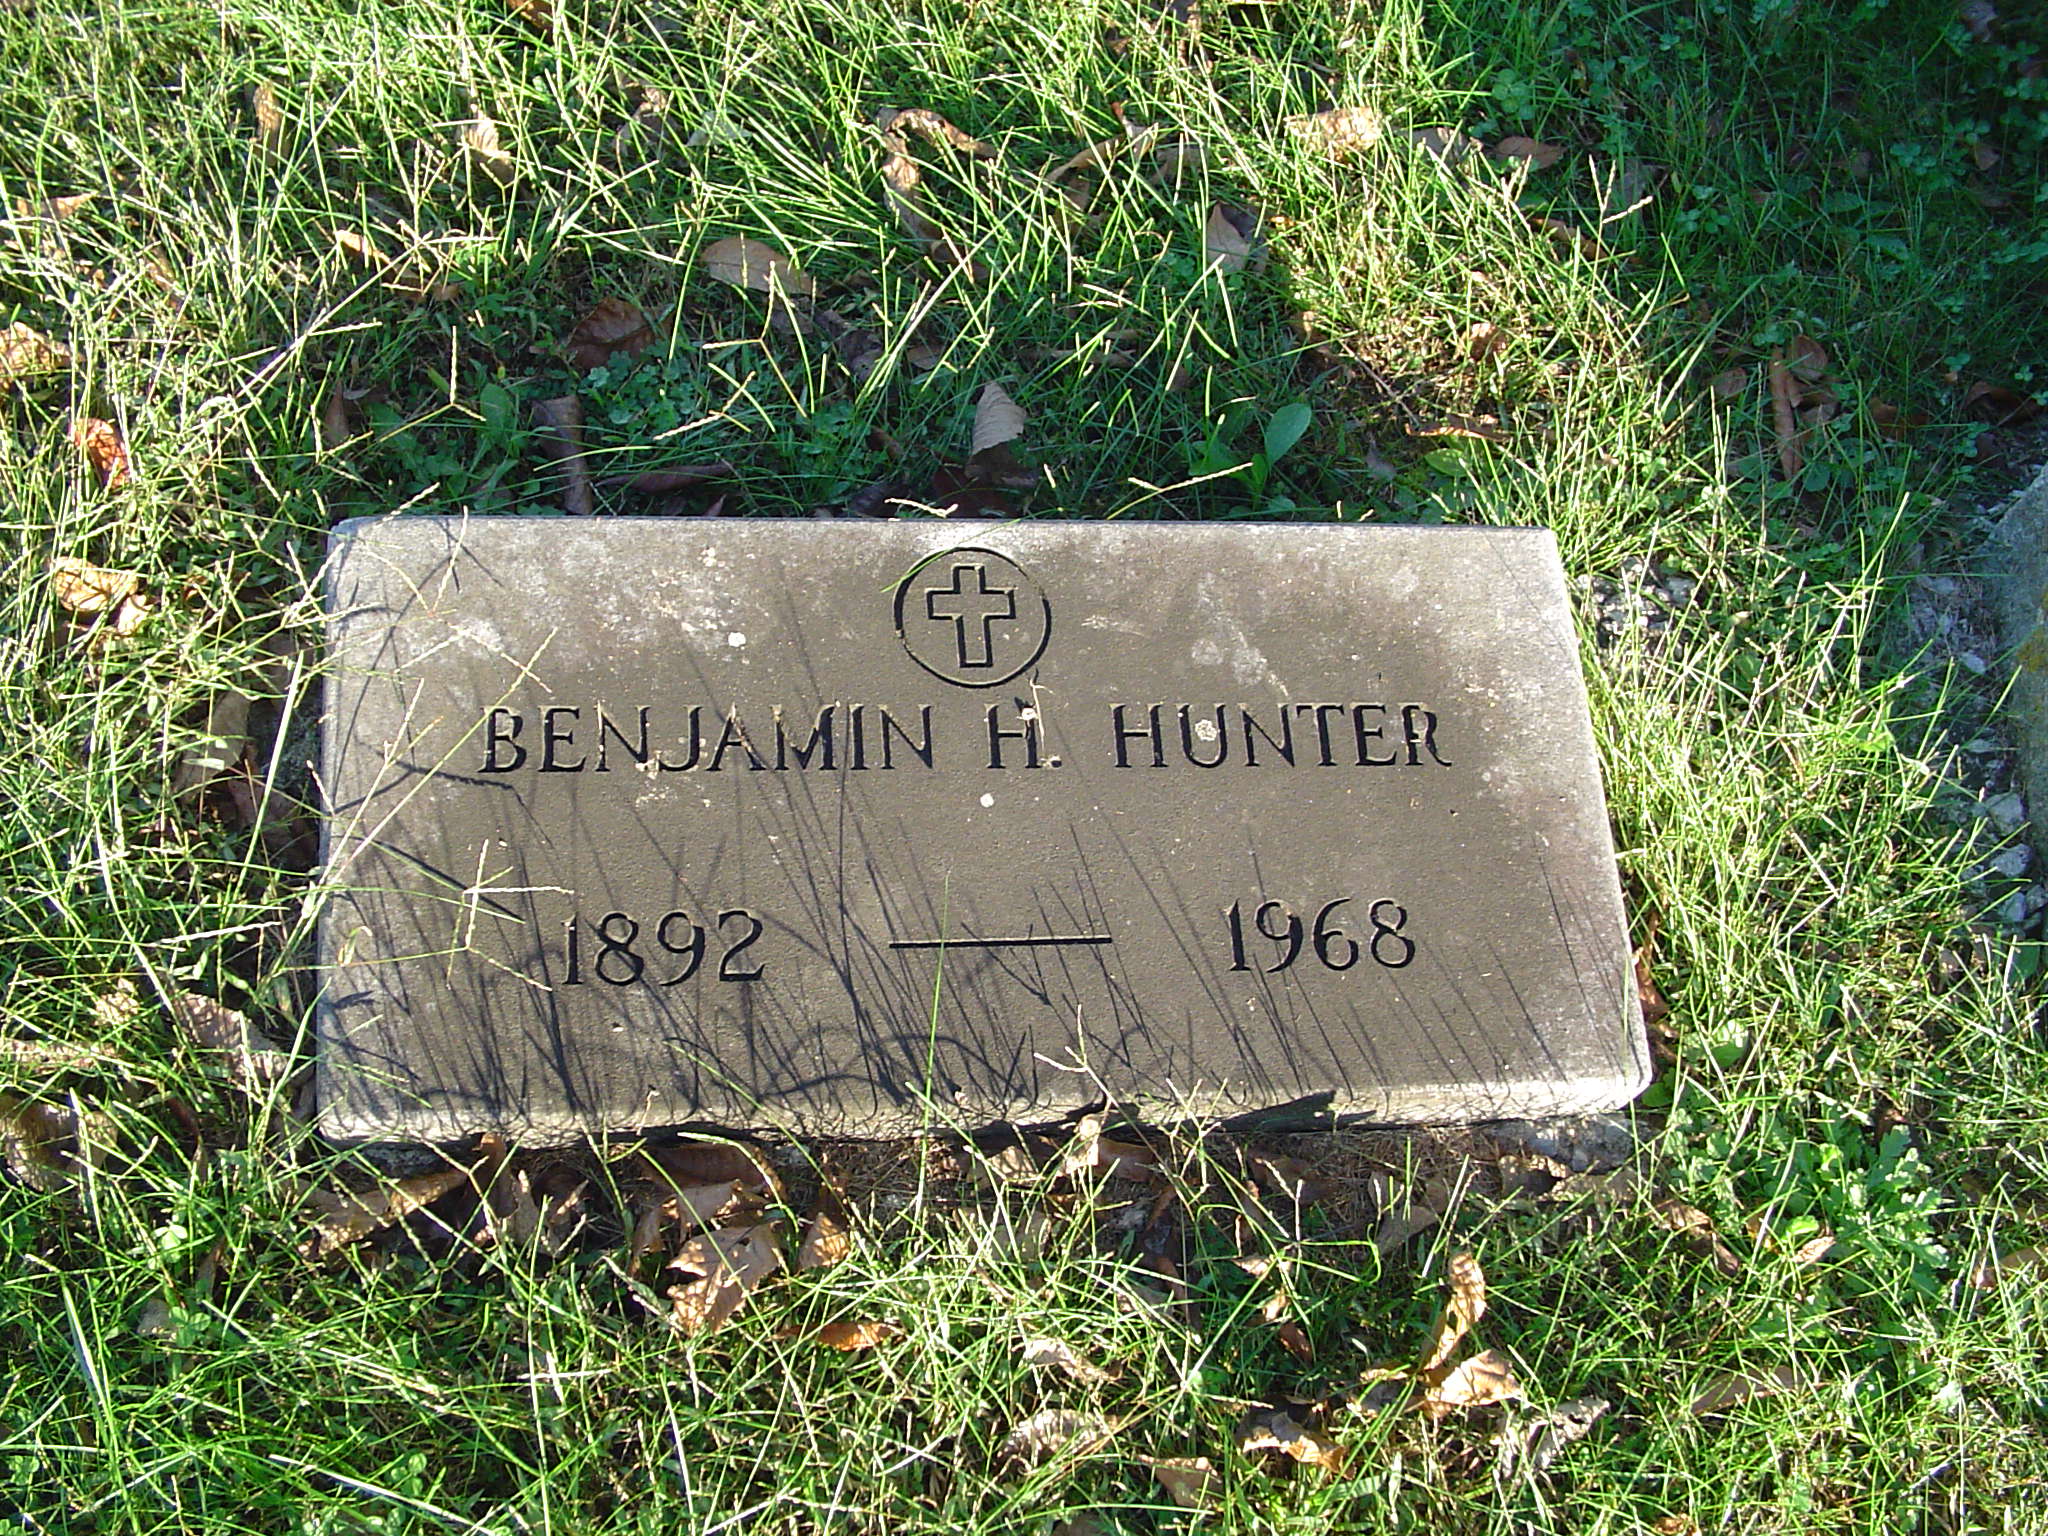 BENJAMIN H. HUNTER
1892 — 1968